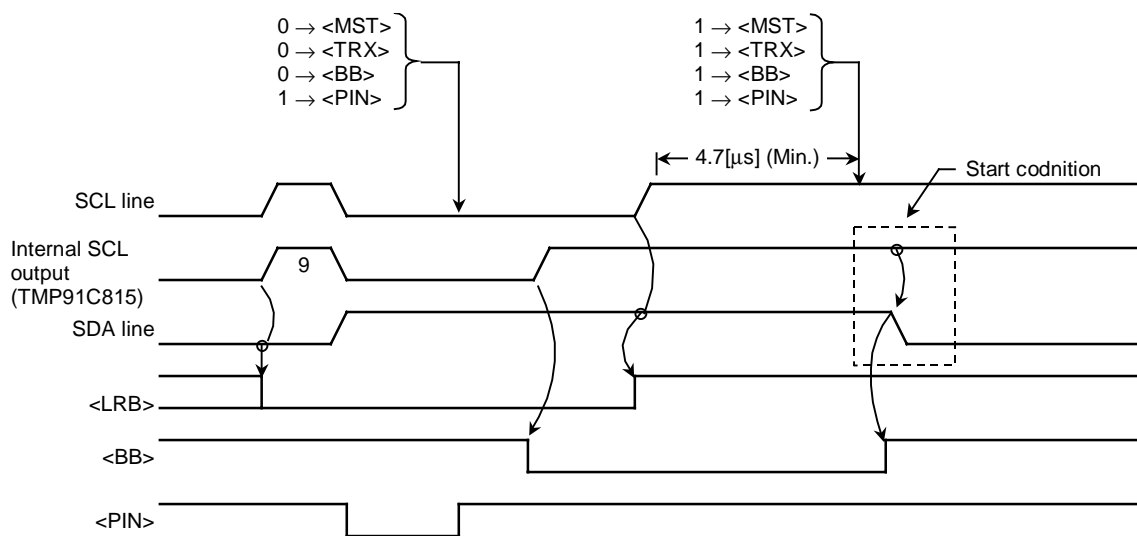 0 → <MST>
0 → <TRX>
0 → <BB>
1 → <PIN>
1 → <MST>
1 → <TRX>
1 → <BB>
1 → <PIN>
4.7[μs] (Min.)
Start codnition
SCL line
Internal SCL
output
(TMP91C815)
9
SDA line
<LRB>
<BB>
<PIN>